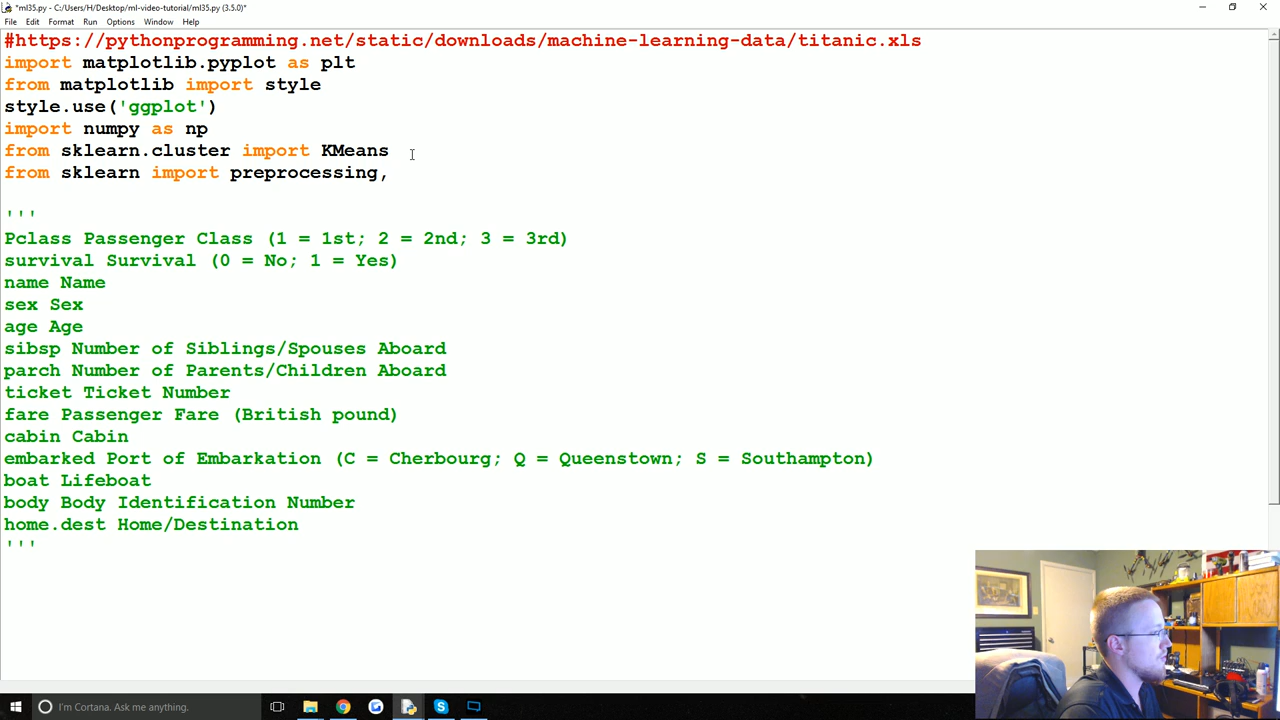 *ml35.py - C:/Users/H/Desktop/ml-video-tutorial/ml35.py (3.5.0)*
File Edit Format Run Options Window Help
#https://pythonprogramming.net/static/downloads/machine-learning-data/titanic.xls
import matplotlib.pyplot as plt
from matplotlib import style
style.use('ggplot')
import numpy as np
from sklearn.cluster import KMeans
from sklearn import preprocessing,
'''
Pclass Passenger Class (1 = 1st; 2 = 2nd; 3 = 3rd)
survival Survival (0 = No; 1 = Yes)
name Name
sex Sex
age Age
sibsp Number of Siblings/Spouses Aboard
parch Number of Parents/Children Aboard
ticket Ticket Number
fare Passenger Fare (British pound)
cabin Cabin
embarked Port of Embarkation (C = Cherbourg; Q = Queenstown; S = Southampton)
boat Lifeboat
body Body Identification Number
home.dest Home/Destination
'''
I'm Cortana. Ask me anything.